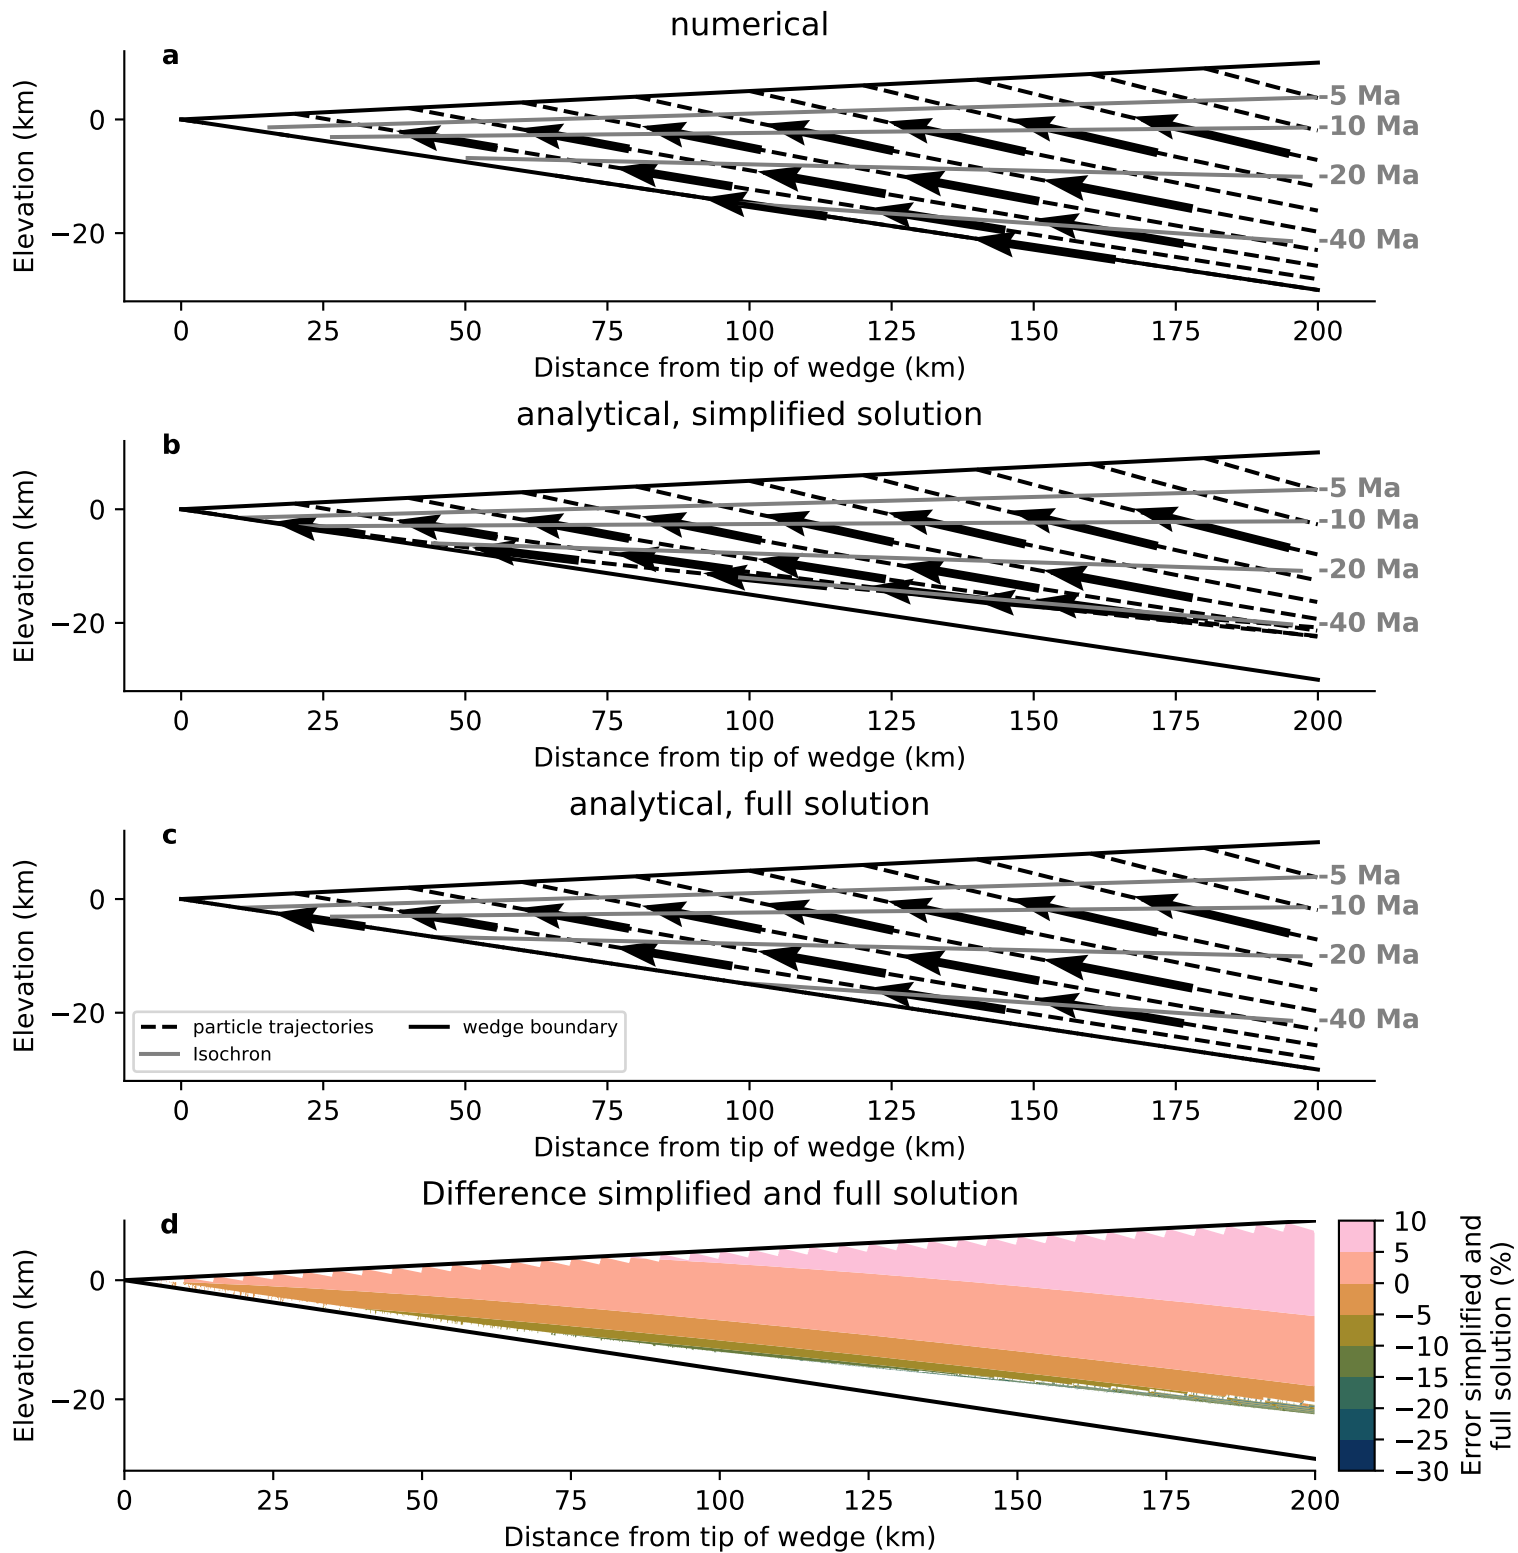 numerical
a
Elevation (km)
0
−20
-5 Ma
-10 Ma
-20 Ma
-40 Ma
0 25 50 75 100 125 150 175 200
Distance from tip of wedge (km)
analytical, simplified solution
b
Elevation (km)
0
−20
-5 Ma
-10 Ma
-20 Ma
-40 Ma
0 25 50 75 100 125 150 175 200
Distance from tip of wedge (km)
analytical, full solution
c
Elevation (km)
0
−20
-5 Ma
-10 Ma
-20 Ma
-40 Ma
particle trajectories wedge boundary
Isochron
0 25 50 75 100 125 150 175 200
Distance from tip of wedge (km)
Difference simplified and full solution
d
Elevation (km)
0
−20
0 25 50 75 100 125 150 175 200
Distance from tip of wedge (km)
10
5
0
−5
−10
−15
−20
−25
−30
Error simplified and
full solution (%)